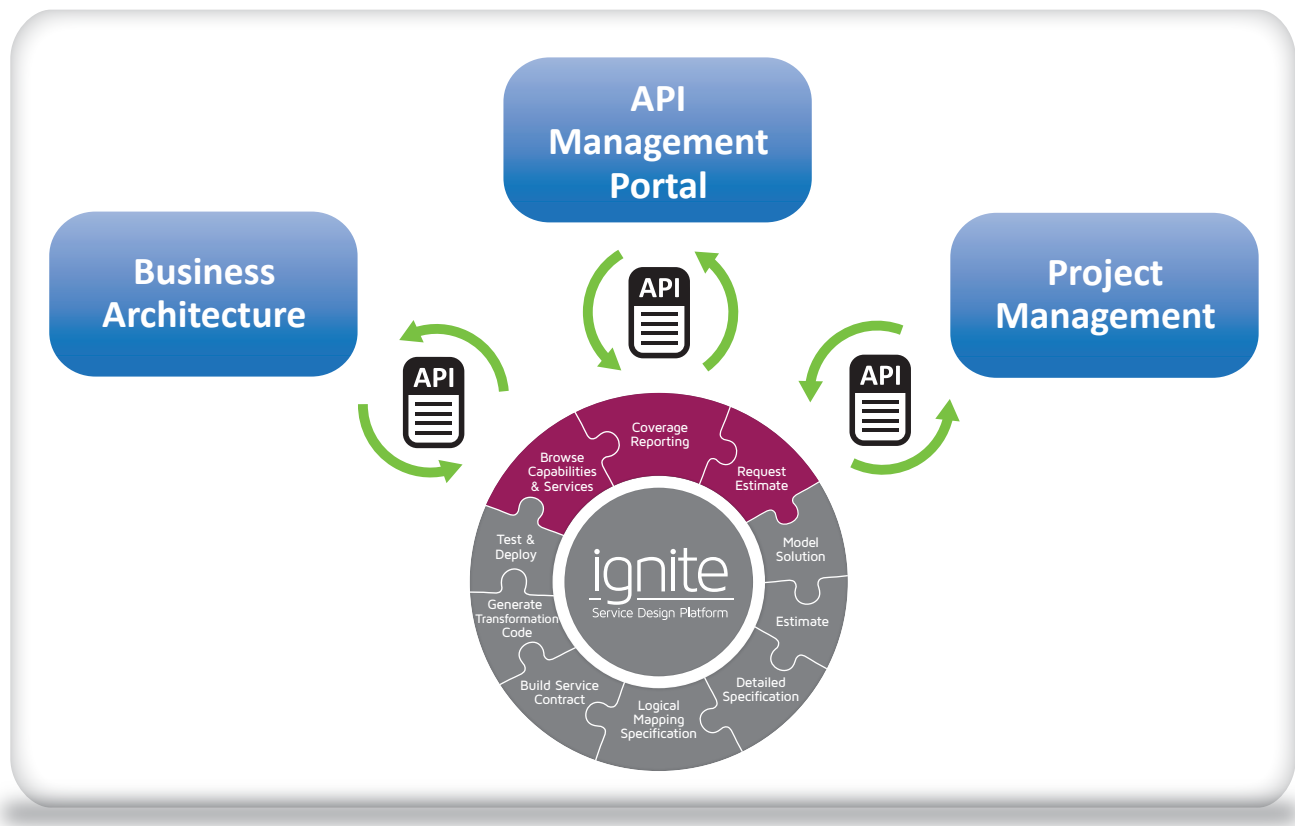 API
Management
Portal
Business
Architecture
Project
Management
API
API
API
Coverage
Reporting
Browse
Capabilities
& Services
Request
Estimate
Test &
Deploy
Model
Solution
ignite
Service Design Platform
Generate
Transformation
Code
Estimate
Build Service
Contract
Detailed
Specification
Logical
Mapping
Specification